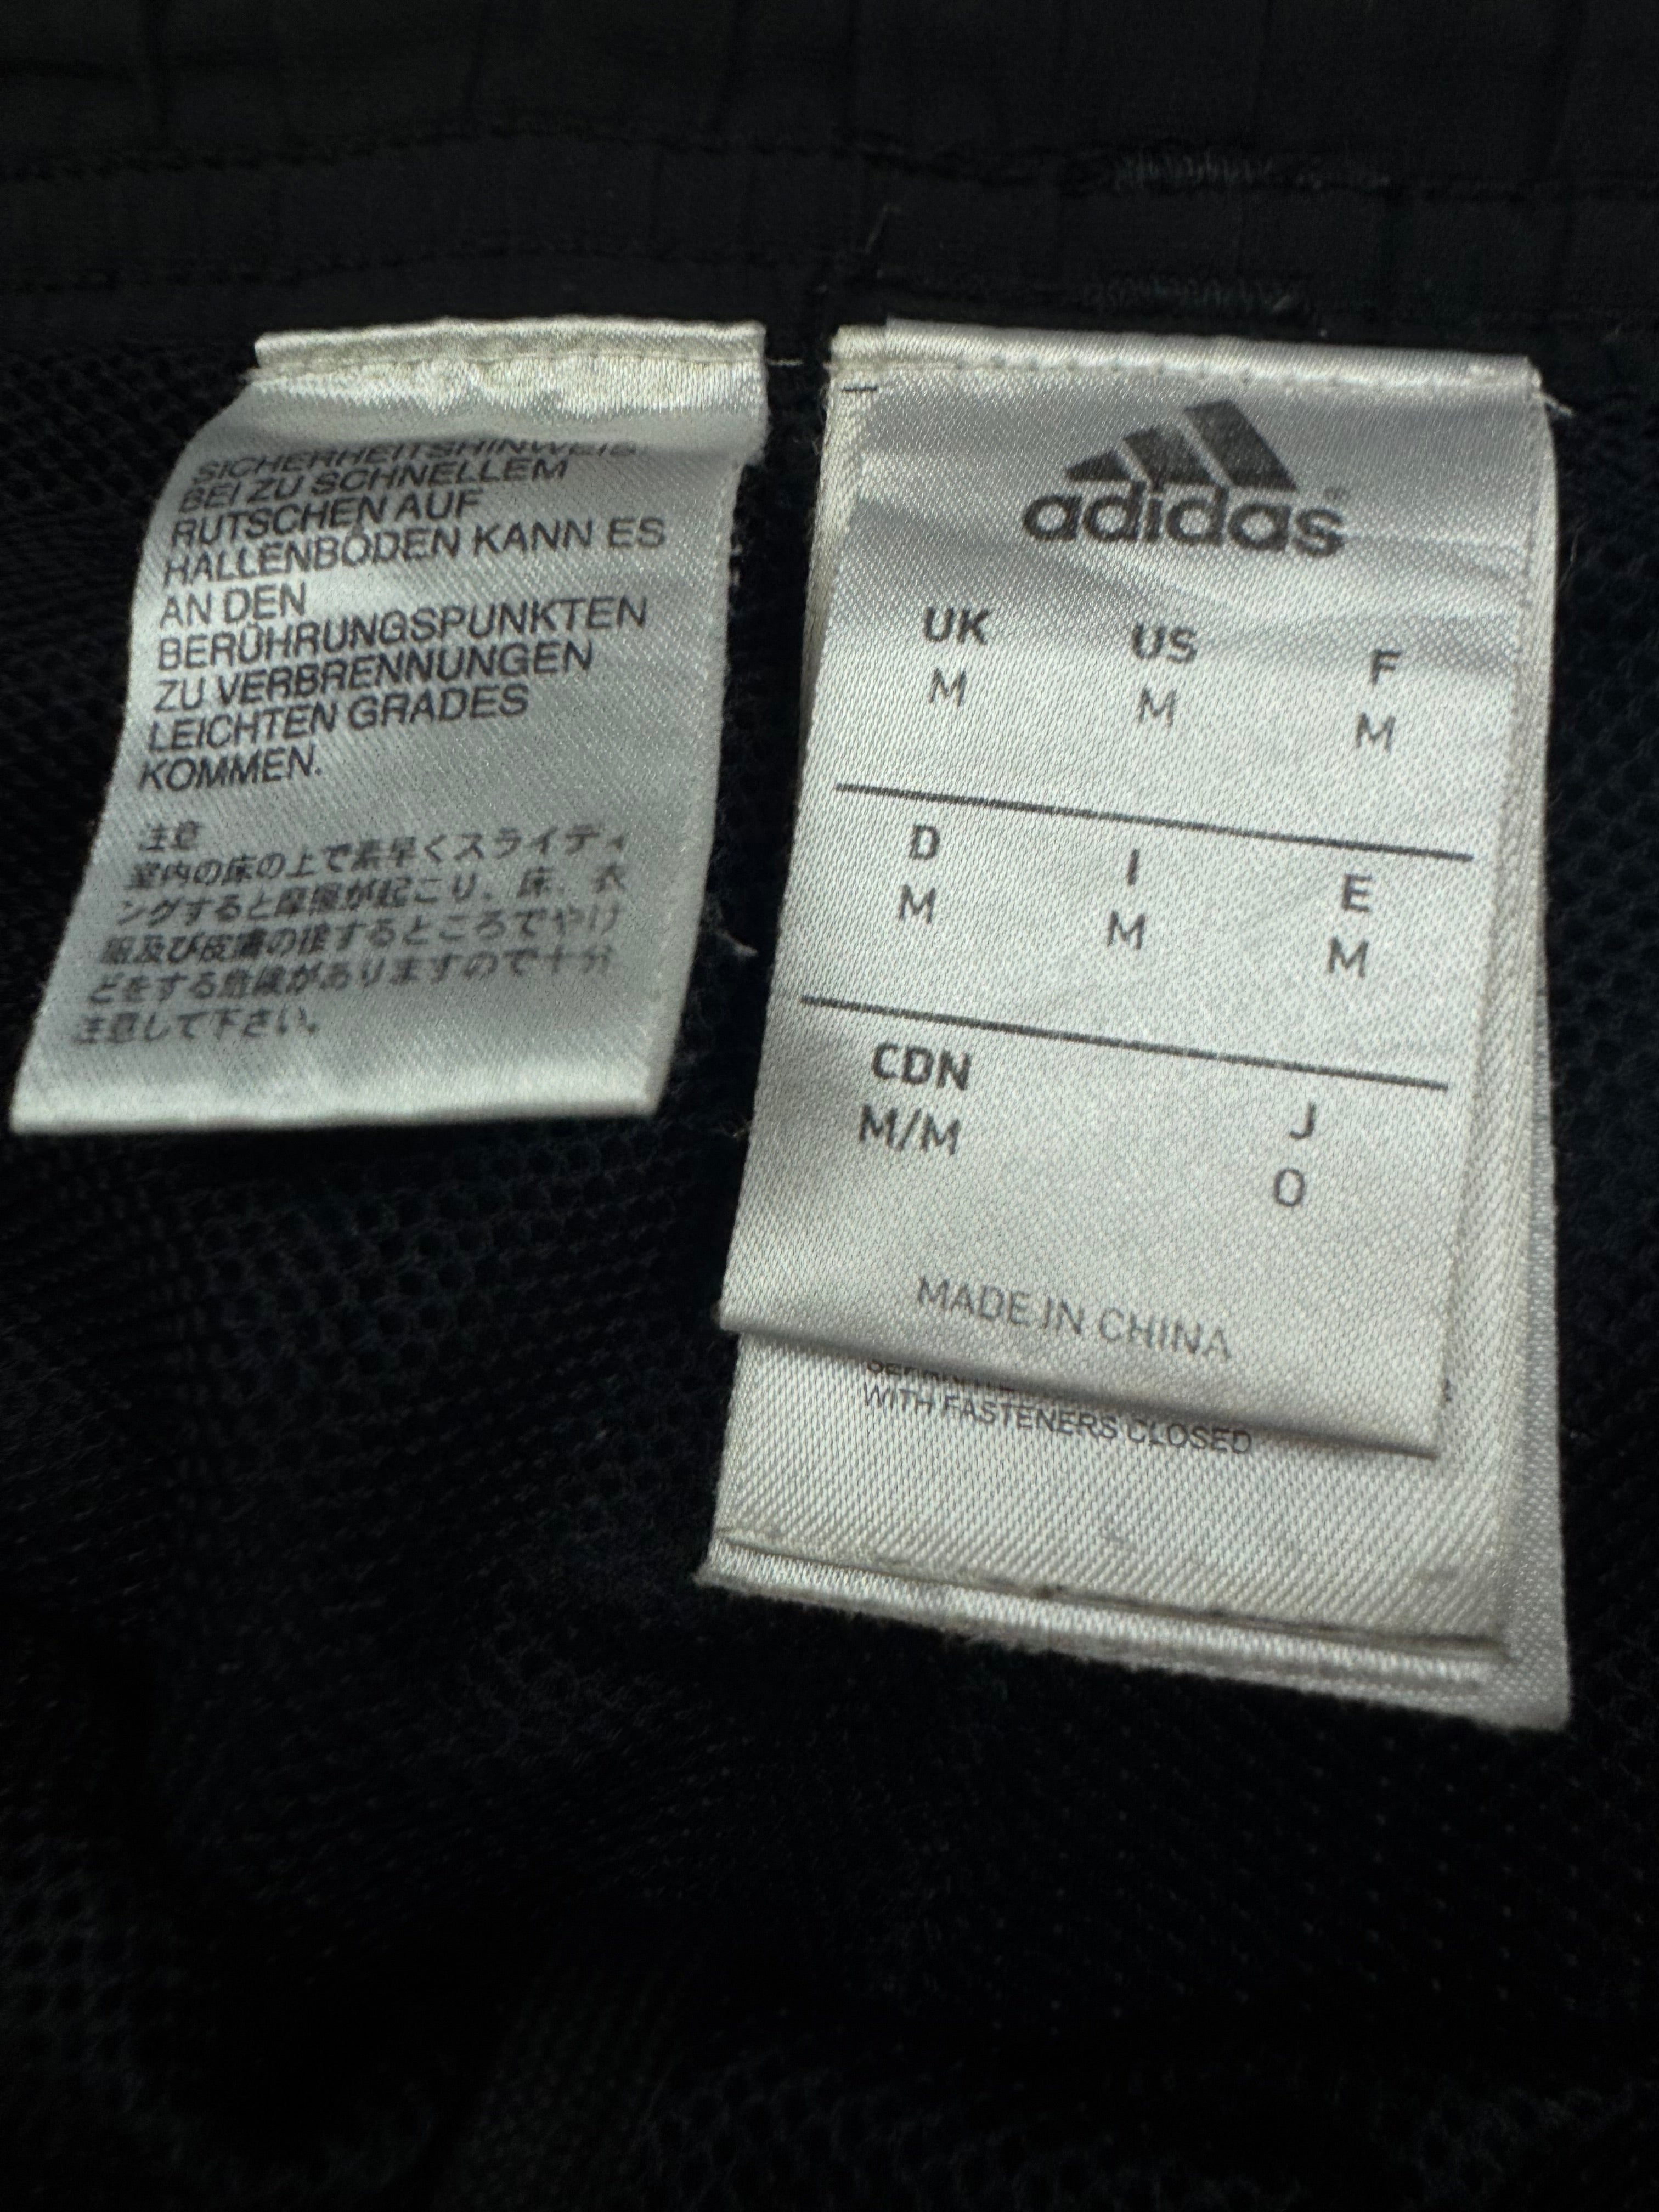 SICHERHEITSHINWEIS:
BEI ZU SCHNELLEM
RUTSCHEN AUF
HALLENBÖDEN KANN ES
AN DEN
BERÜHRUNGSPUNKTEN
ZU VERBRENNUNGEN
LEICHTEN GRADES
KOMMEN.
注意
室内の床の上で素早くスライディ
ングすると摩擦が起こり、床、衣
服及び皮膚の接するところでやけ
どをする危険がありますので十分
注意して下さい。
adidas®
UK US F
M M M
D I E
M M M
CDN J
M/M O
MADE IN CHINA
WITH FASTENERS CLOSED